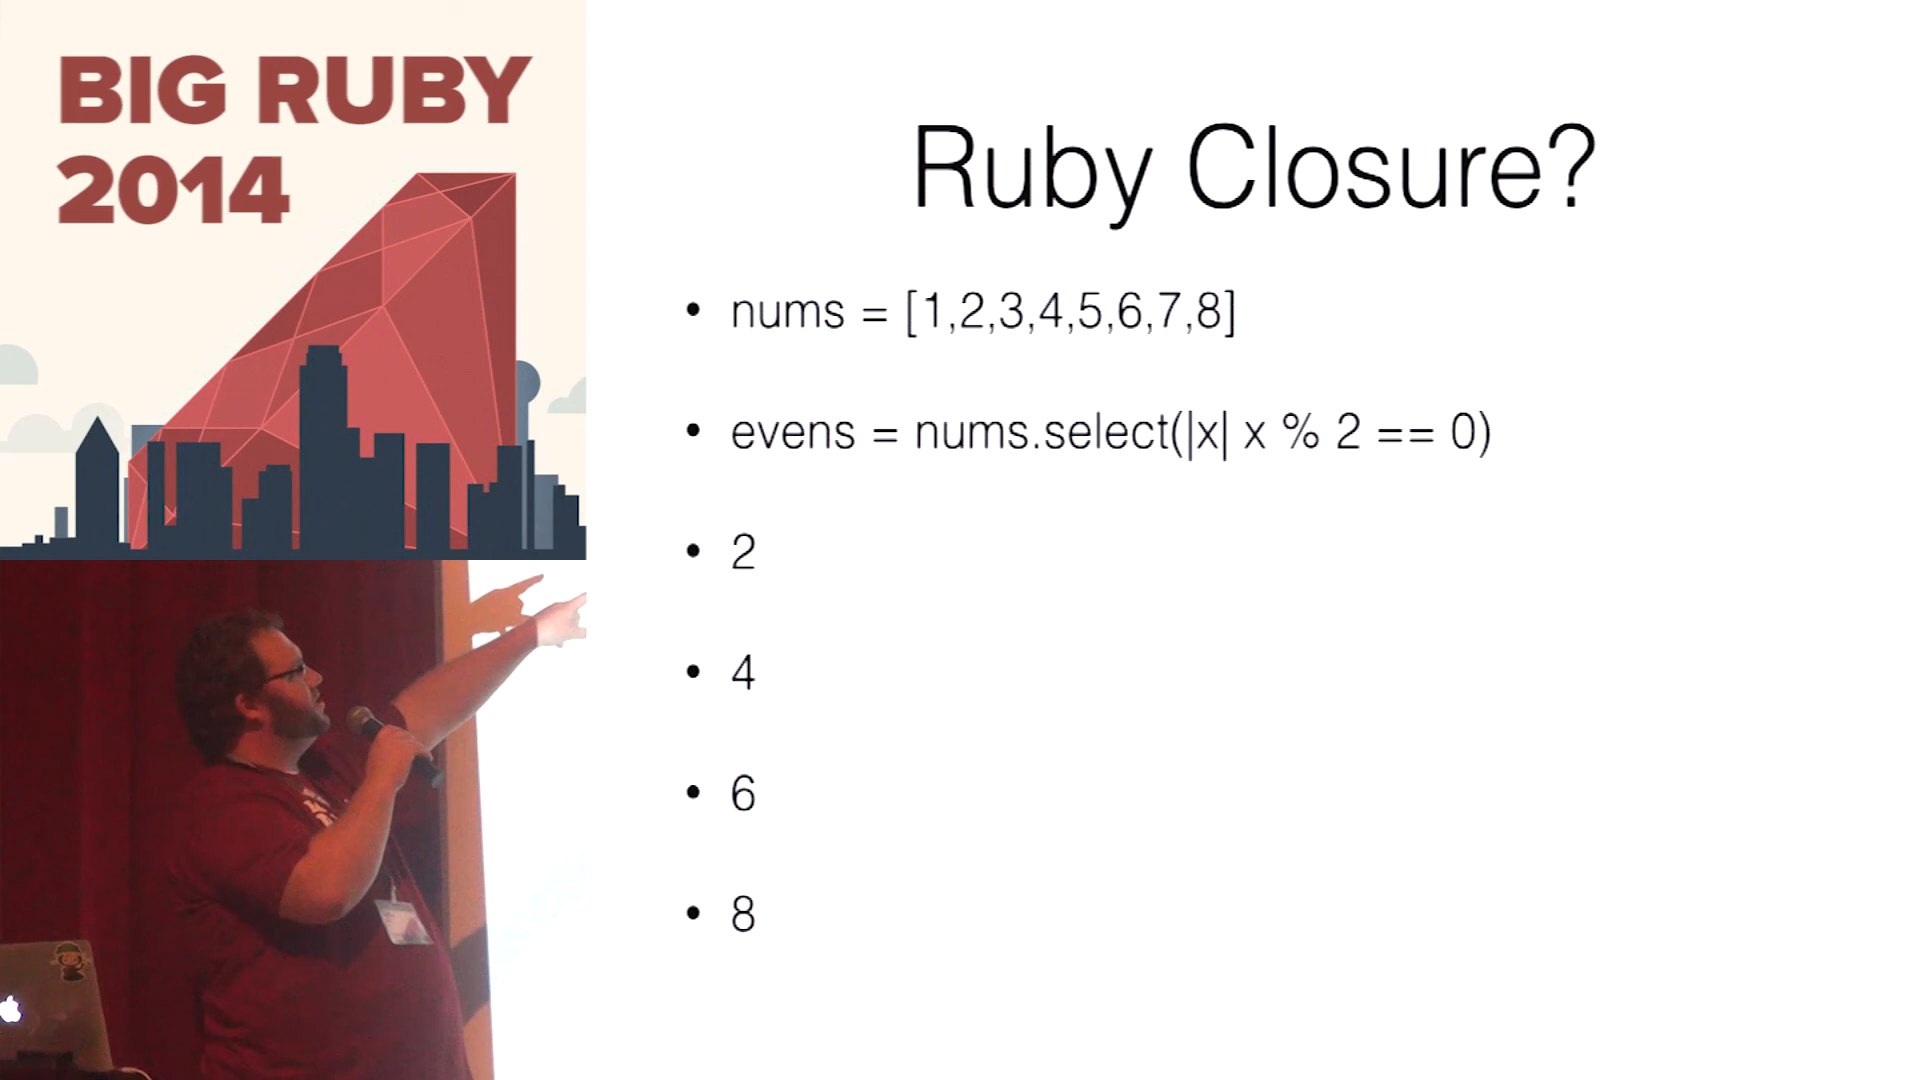 BIG RUBY
2014
Ruby Closure?
• nums = [1,2,3,4,5,6,7,8]
• evens = nums.select(|x| x % 2 == 0)
• 2
• 4
• 6
• 8